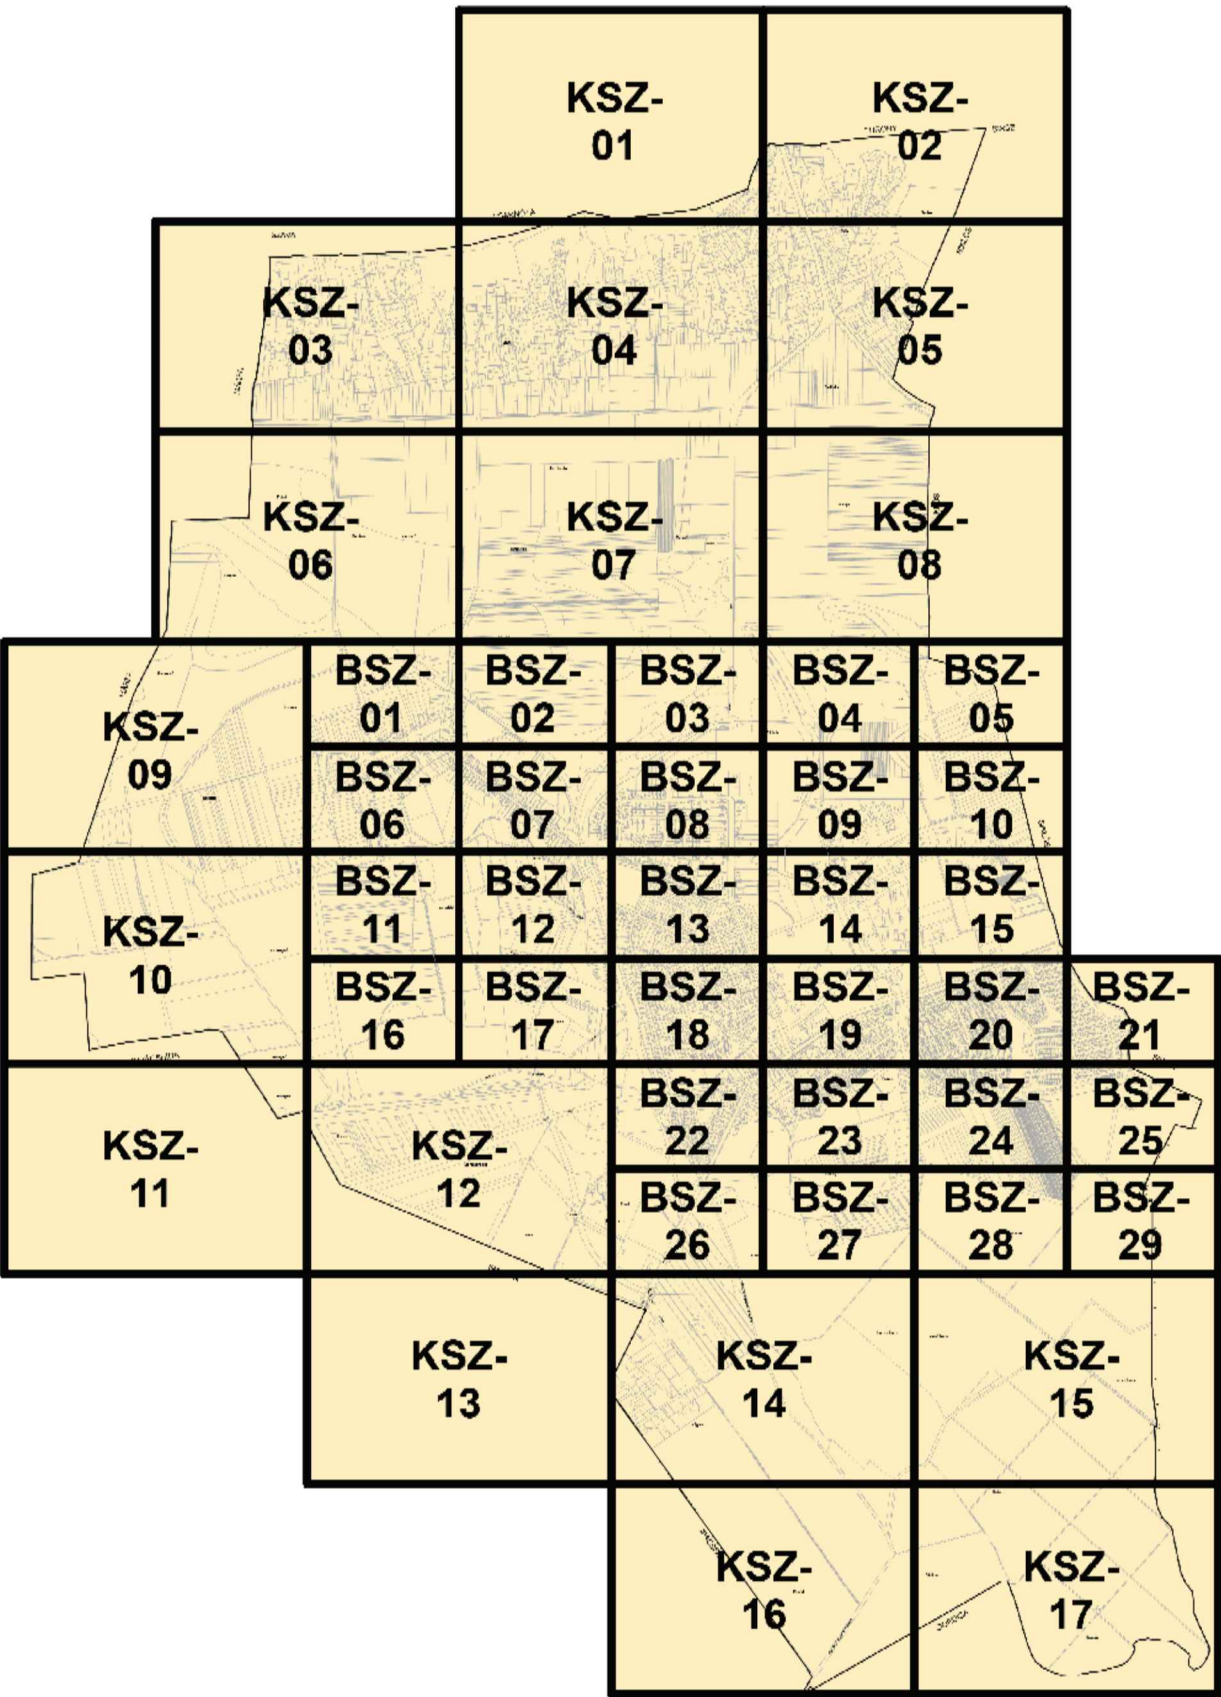 KSZ-
01
KSZ-
02
KSZ-
03
KSZ-
04
KSZ-
05
KSZ-
06
KSZ-
07
KSZ-
08
KSZ-
09
BSZ-
01
BSZ-
02
BSZ-
03
BSZ-
04
BSZ-
05
BSZ-
06
BSZ-
07
BSZ-
08
BSZ-
09
BSZ-
10
KSZ-
10
BSZ-
11
BSZ-
12
BSZ-
13
BSZ-
14
BSZ-
15
BSZ-
16
BSZ-
17
BSZ-
18
BSZ-
19
BSZ-
20
BSZ-
21
KSZ-
11
KSZ-
12
BSZ-
22
BSZ-
23
BSZ-
24
BSZ-
25
BSZ-
26
BSZ-
27
BSZ-
28
BSZ-
29
KSZ-
13
KSZ-
14
KSZ-
15
KSZ-
16
KSZ-
17